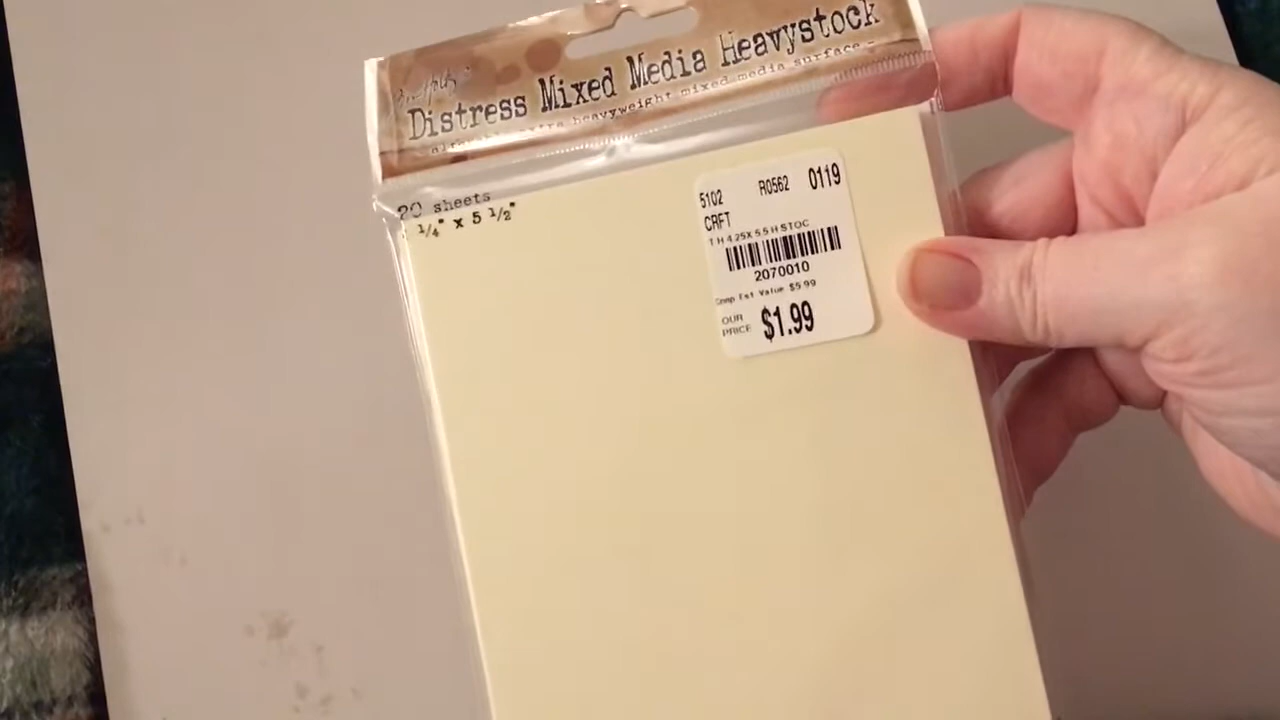 Distress Mixed Media Heavystock
heavyweight mixed media surface
20 sheets
¼" x 5 ½"
5102 R0562 0119
CRFT
1 H 4.25X 5.5 H STOC
2070010
Comp Est Value $5.99
OUR PRICE $1.99